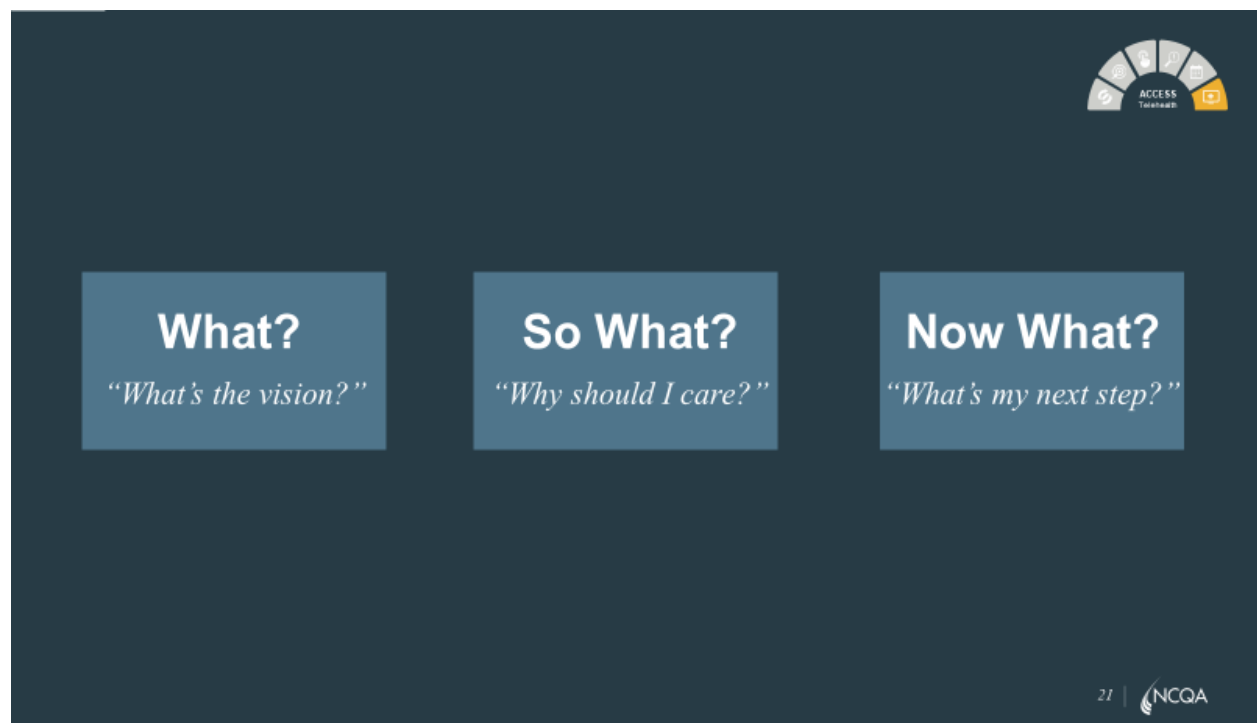 ACCESS
Telehealth
What?
“What’s the vision?”
So What?
“Why should I care?”
Now What?
“What’s my next step?”
21
NCQA